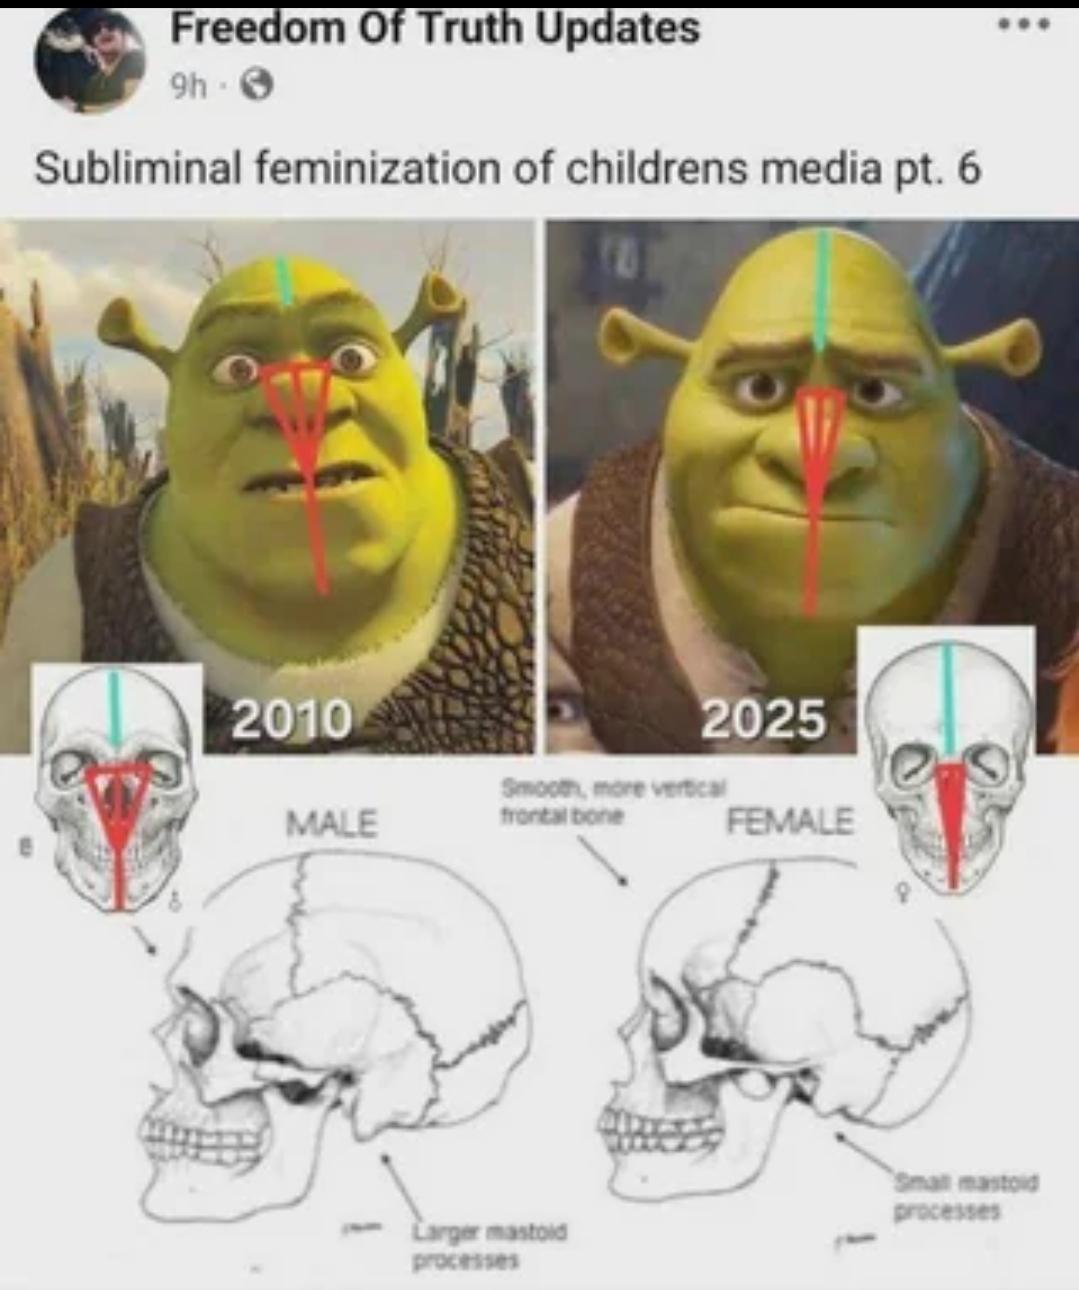 Freedom Of Truth Updates
9h ·
Subliminal feminization of childrens media pt. 6
2010
2025
Smooth, more vertical
frontal bone
MALE
FEMALE
B
♂
♀
Small mastoid
processes
Larger mastoid
processes